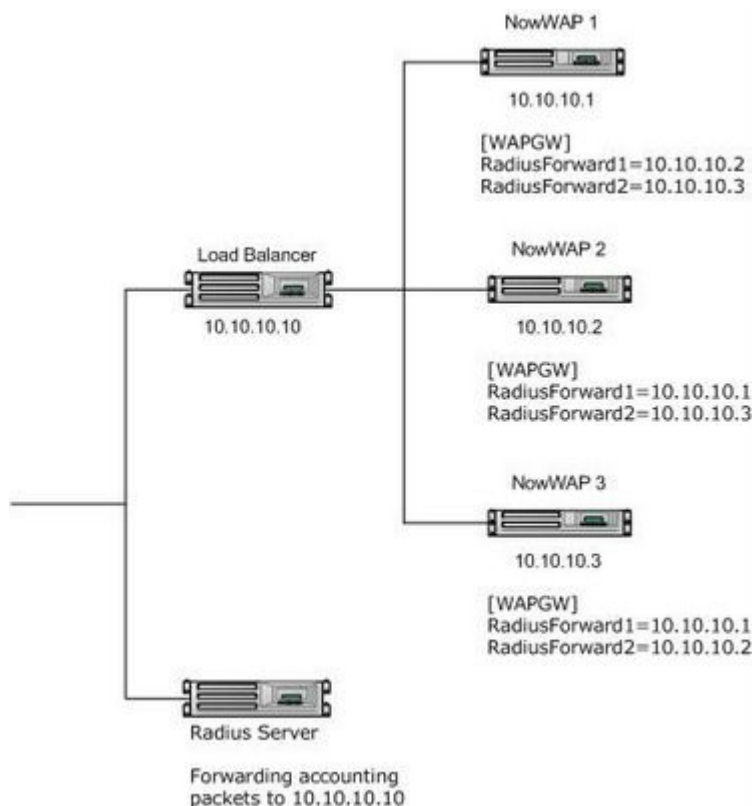 NowWAP 1
10.10.10.1
[WAPGW]
RadiusForward1=10.10.10.2
RadiusForward2=10.10.10.3
Load Balancer
10.10.10.10
NowWAP 2
10.10.10.2
[WAPGW]
RadiusForward1=10.10.10.1
RadiusForward2=10.10.10.3
NowWAP 3
10.10.10.3
[WAPGW]
RadiusForward1=10.10.10.1
RadiusForward2=10.10.10.2
Radius Server
Forwarding accounting
packets to 10.10.10.10